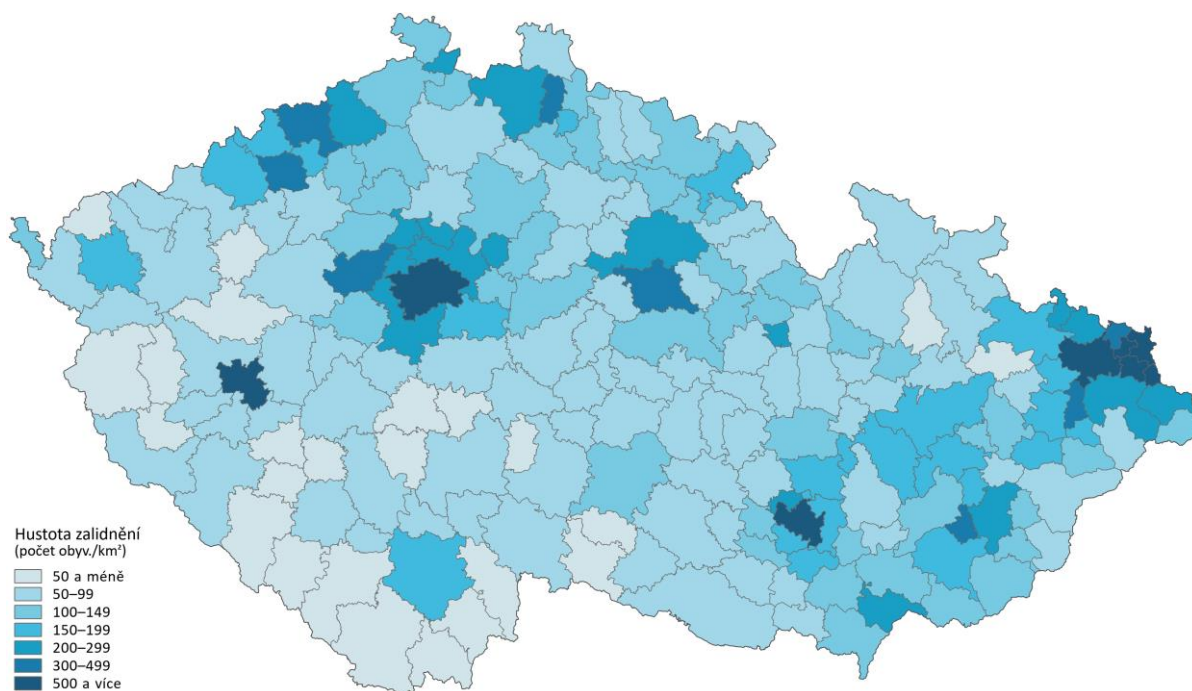 Hustota zalidnění
(počet obyv./km²)
50 a méně
50–99
100–149
150–199
200–299
300–499
500 a více